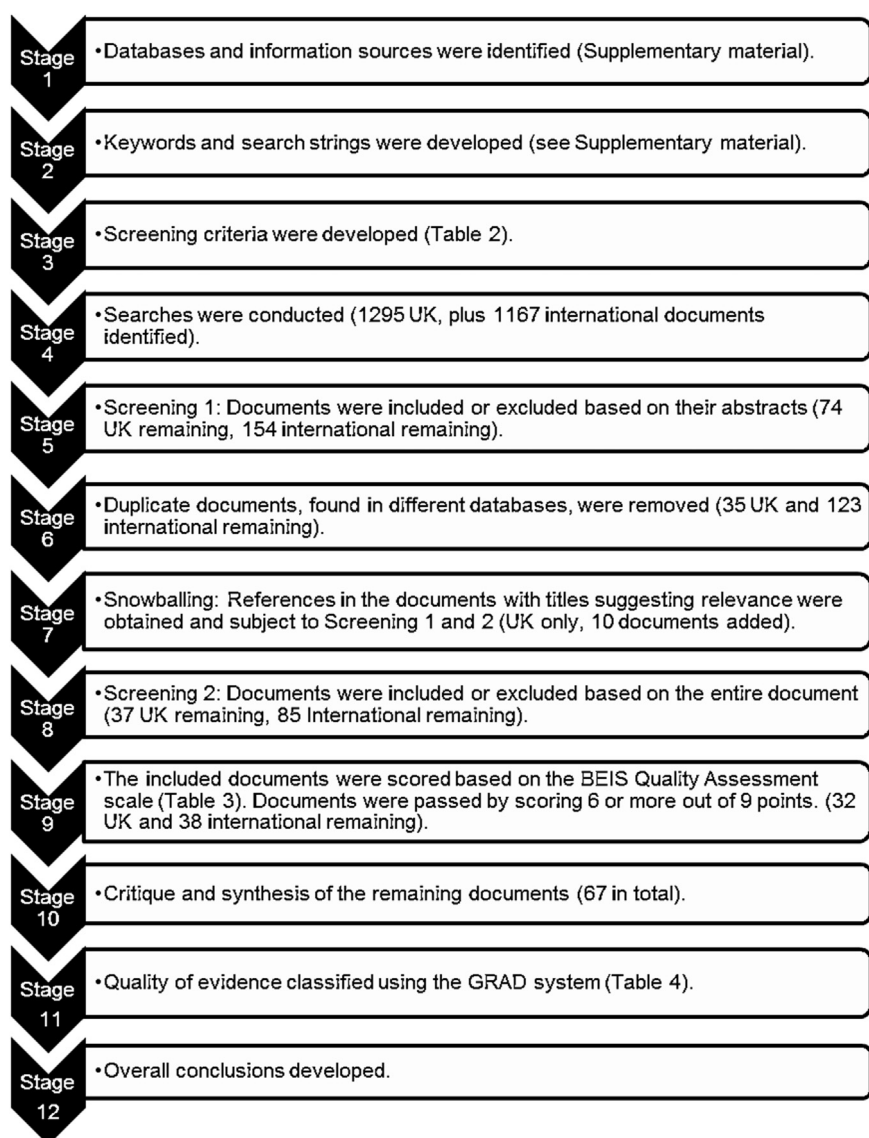 Stage
1
•Databases and information sources were identified (Supplementary material).
Stage
2
•Keywords and search strings were developed (see Supplementary material).
Stage
3
•Screening criteria were developed (Table 2).
Stage
4
•Searches were conducted (1295 UK, plus 1167 international documents
identified).
Stage
5
•Screening 1: Documents were included or excluded based on their abstracts (74
UK remaining, 154 international remaining).
Stage
6
•Duplicate documents, found in different databases, were removed (35 UK and 123
international remaining).
Stage
7
•Snowballing: References in the documents with titles suggesting relevance were
obtained and subject to Screening 1 and 2 (UK only, 10 documents added).
Stage
8
•Screening 2: Documents were included or excluded based on the entire document
(37 UK remaining, 85 International remaining).
Stage
9
•The included documents were scored based on the BEIS Quality Assessment
scale (Table 3). Documents were passed by scoring 6 or more out of 9 points. (32
UK and 38 international remaining).
Stage
10
•Critique and synthesis of the remaining documents (67 in total).
Stage
11
•Quality of evidence classified using the GRAD system (Table 4).
Stage
12
•Overall conclusions developed.